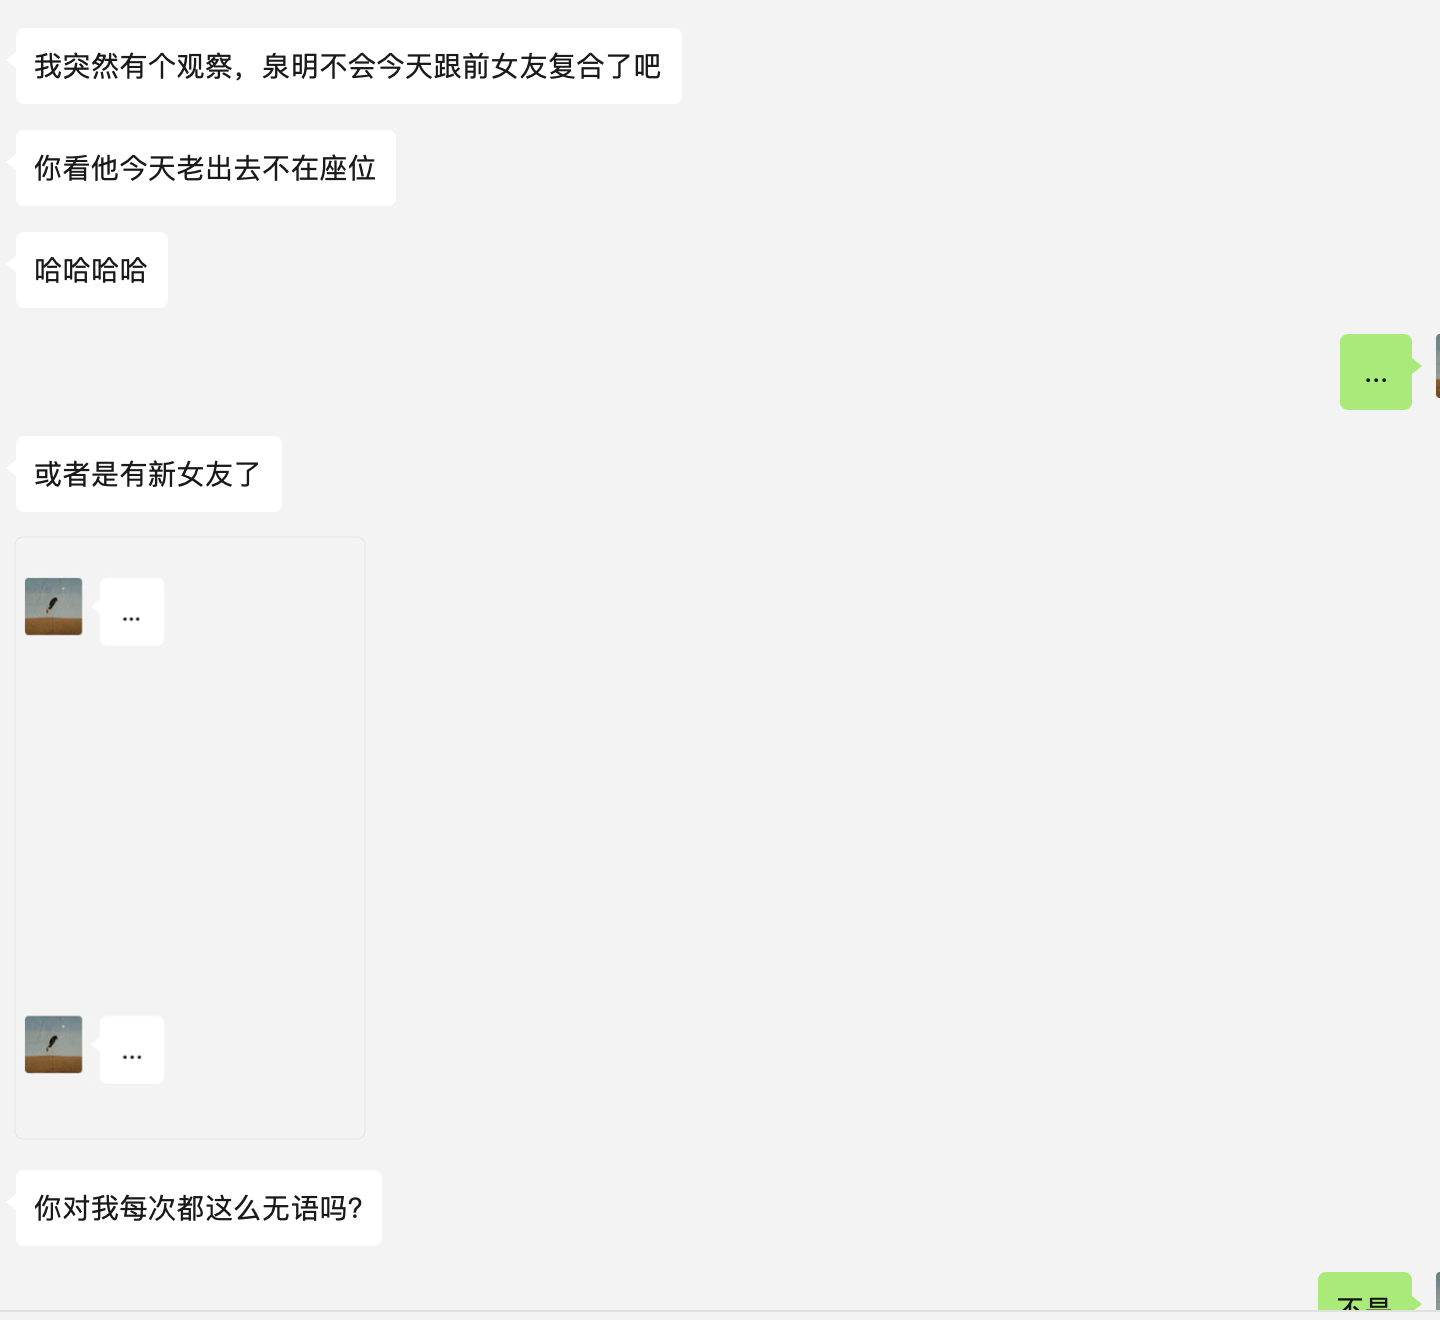 我突然有个观察，泉明不会今天跟前女友复合了吧
你看他今天老出去不在座位
哈哈哈哈
...
或者是有新女友了
...
...
你对我每次都这么无语吗?
不是